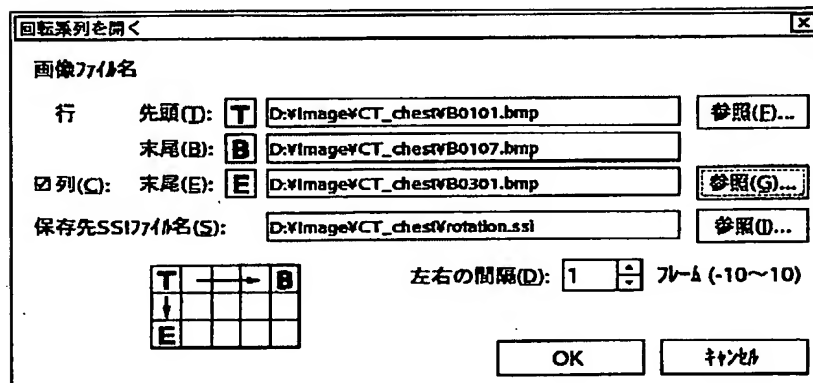 回転系列を開く
画像ﾌｧｲﾙ名
行 先頭(T): T D:¥Image¥CT_chest¥B0101.bmp 参照(F)...
末尾(B): B D:¥Image¥CT_chest¥B0107.bmp
☑列(C): 末尾(E): E D:¥Image¥CT_chest¥B0301.bmp 参照(G)...
保存先SSIﾌｧｲﾙ名(S): D:¥Image¥CT_chest¥rotation.ssi 参照(I)...
左右の間隔(D): 1 ﾌﾚｰﾑ (-10～10)
T → B
↓
E
OK ｷｬﾝｾﾙ